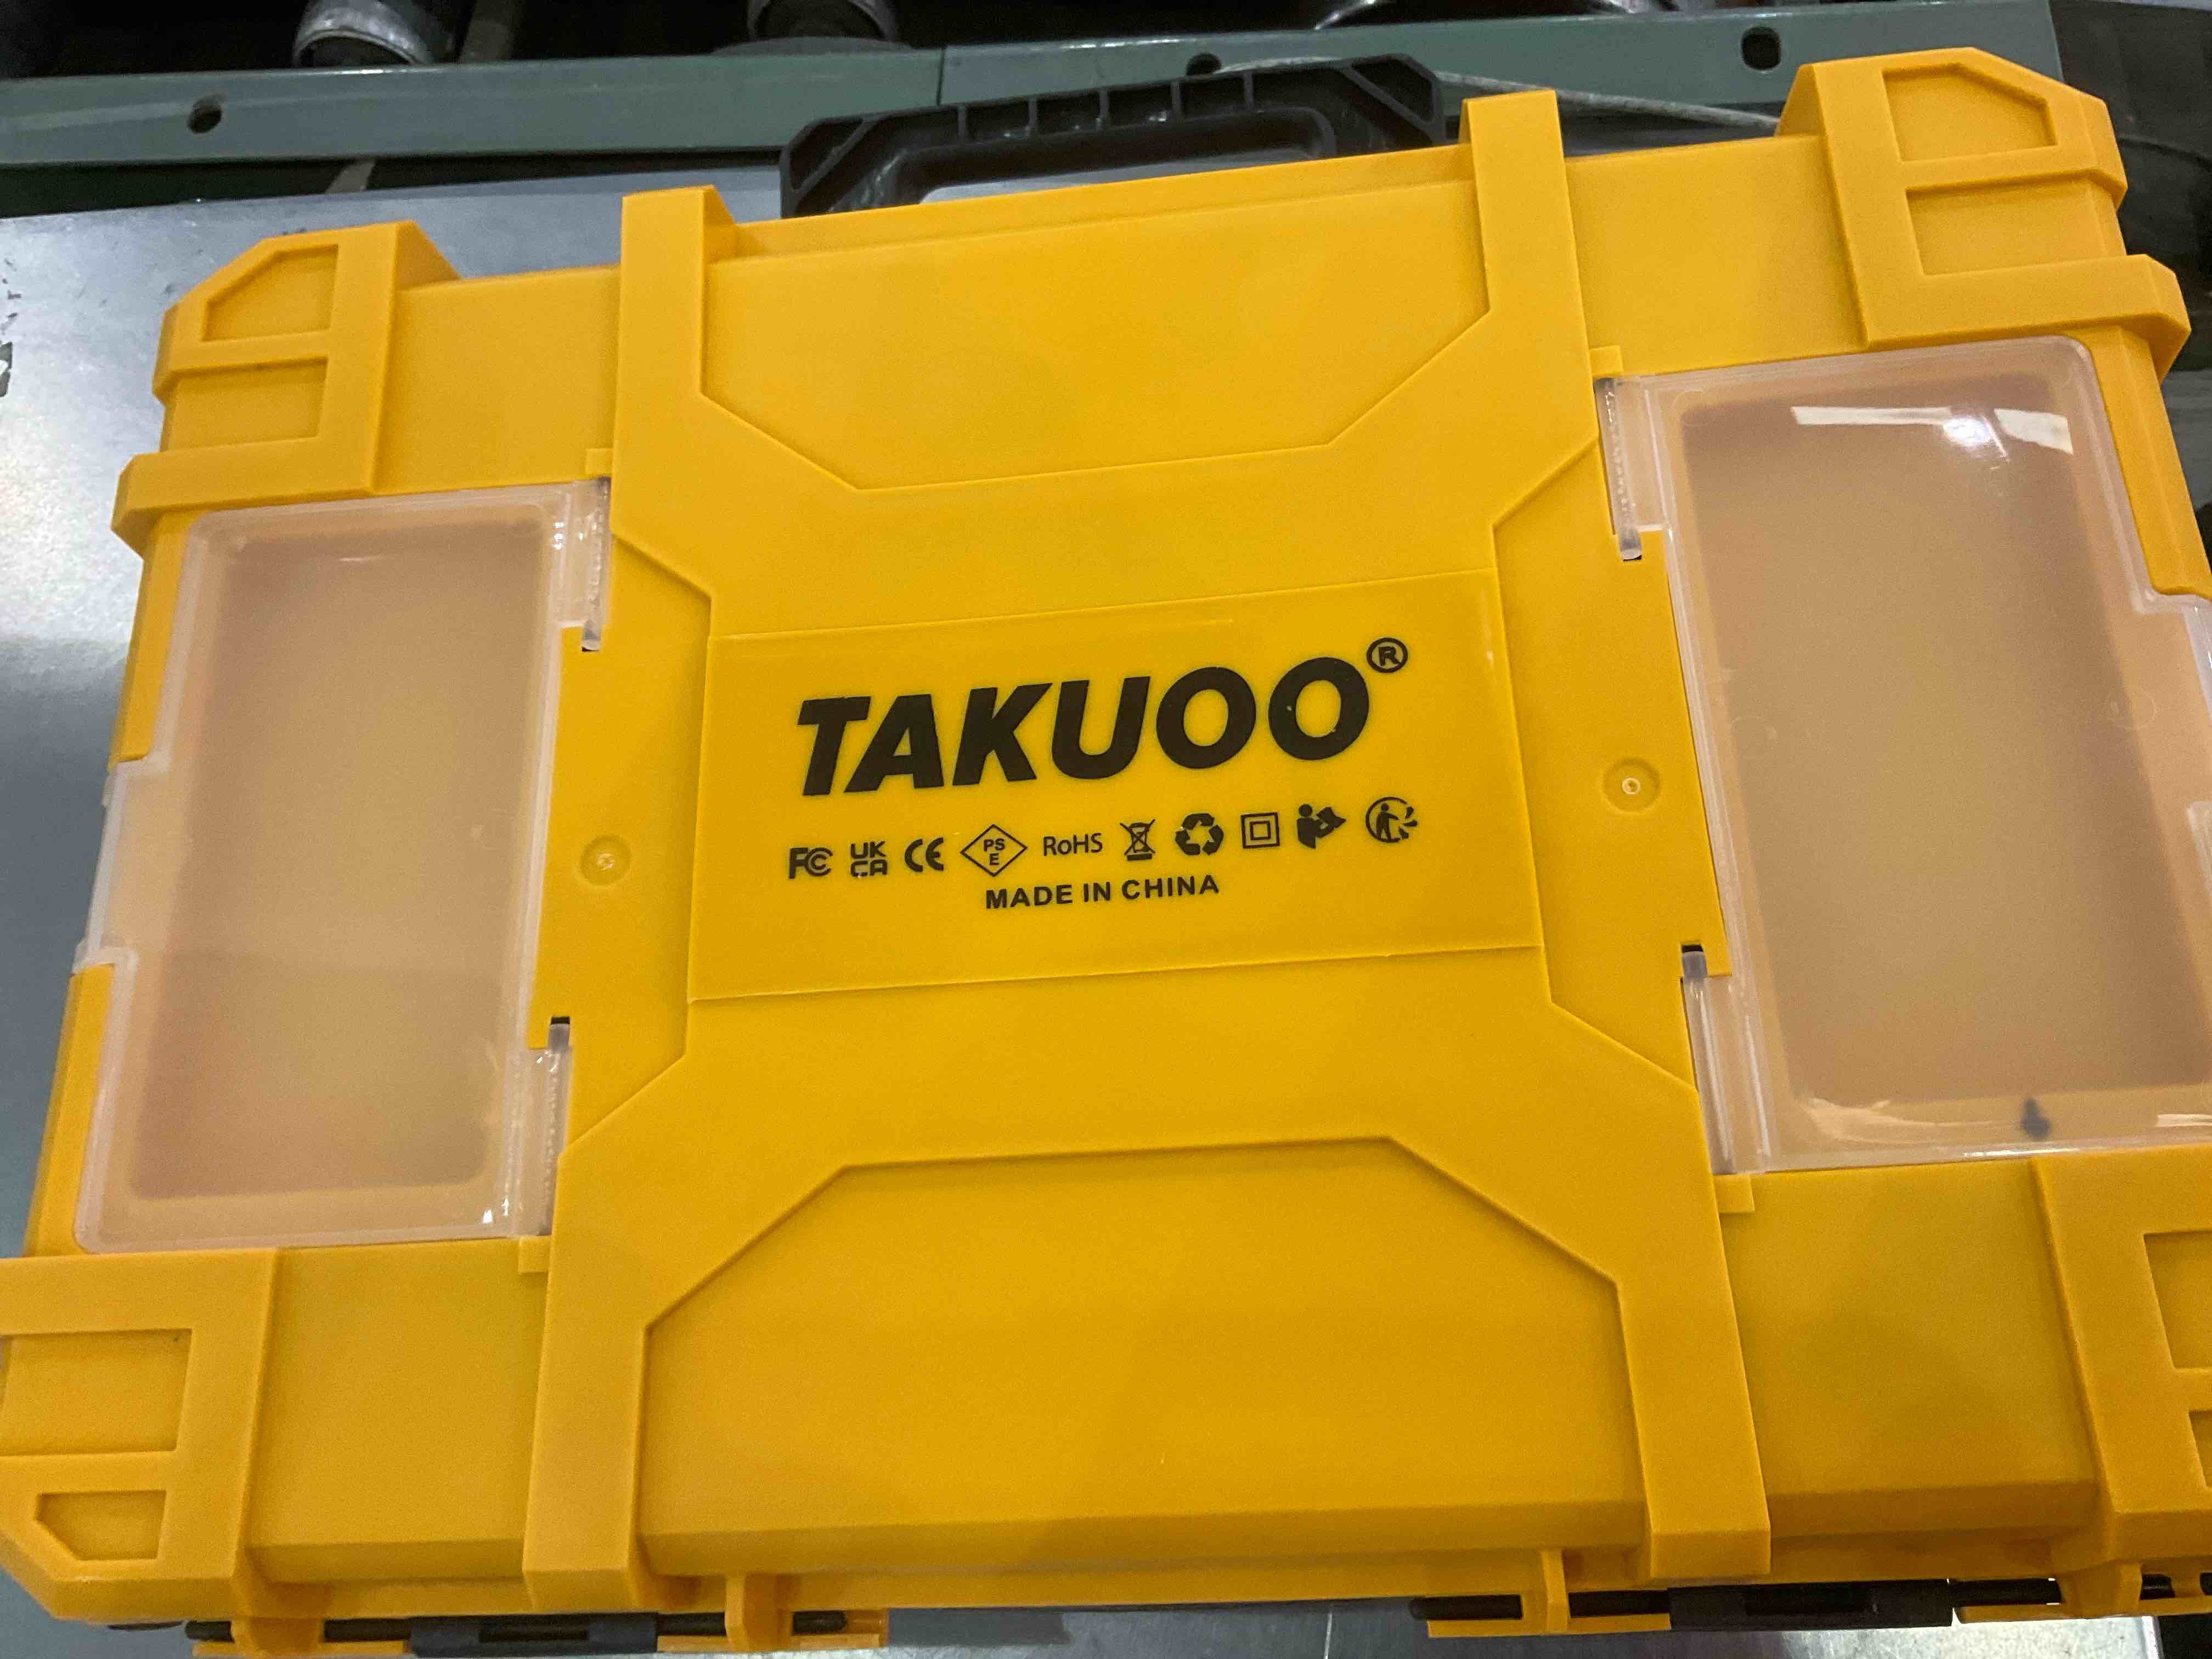 TAKUOO®
FC UK CA CE PS E RoHS
MADE IN CHINA